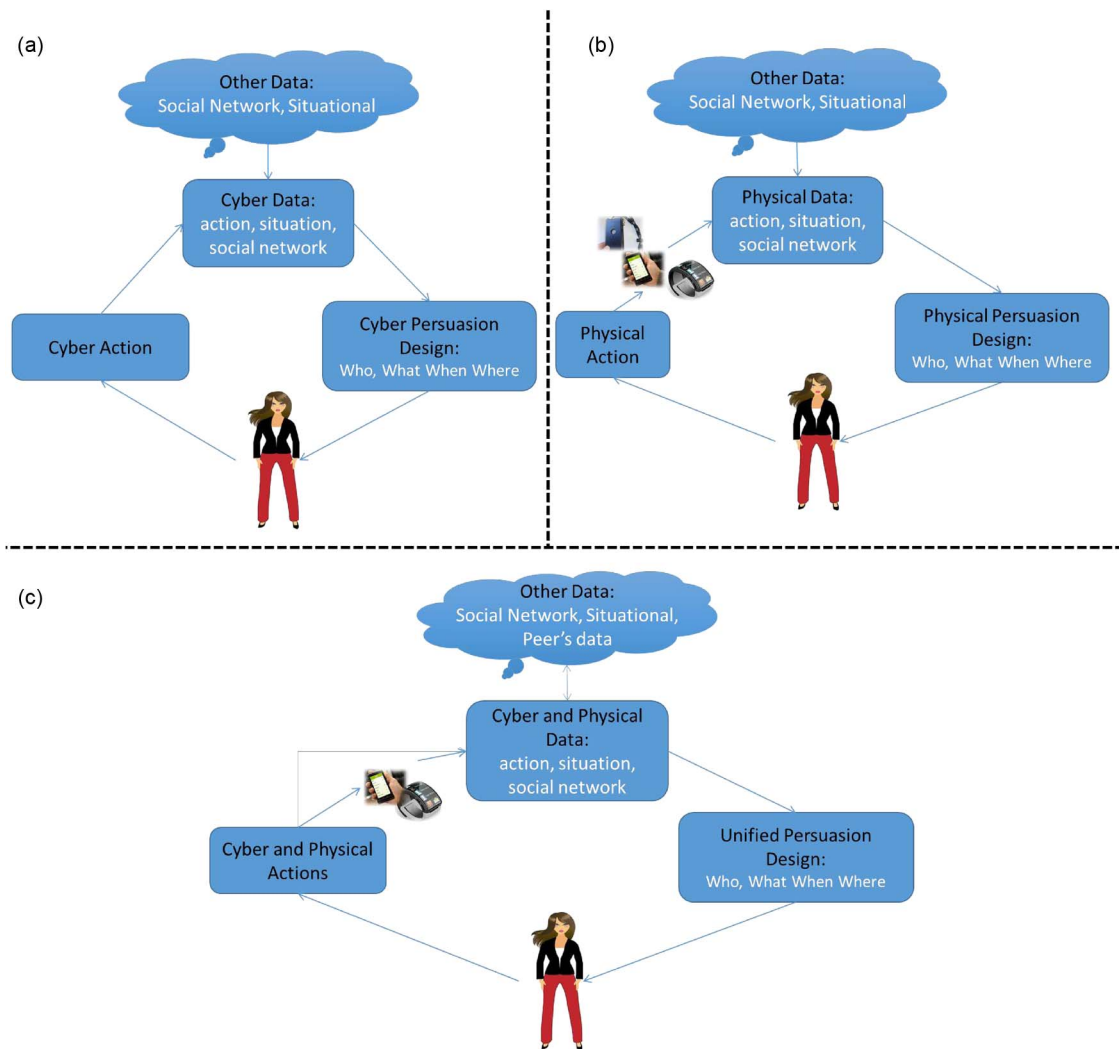 (a)
Other Data:
Social Network, Situational
Cyber Data:
action, situation,
social network
Cyber Action
Cyber Persuasion
Design:
Who, What When Where
(b)
Other Data:
Social Network, Situational
Physical Data:
action, situation,
social network
Physical
Action
Physical Persuasion
Design:
Who, What When Where
(c)
Other Data:
Social Network, Situational,
Peer's data
Cyber and Physical
Data:
action, situation,
social network
Cyber and Physical
Actions
Unified Persuasion
Design:
Who, What When Where